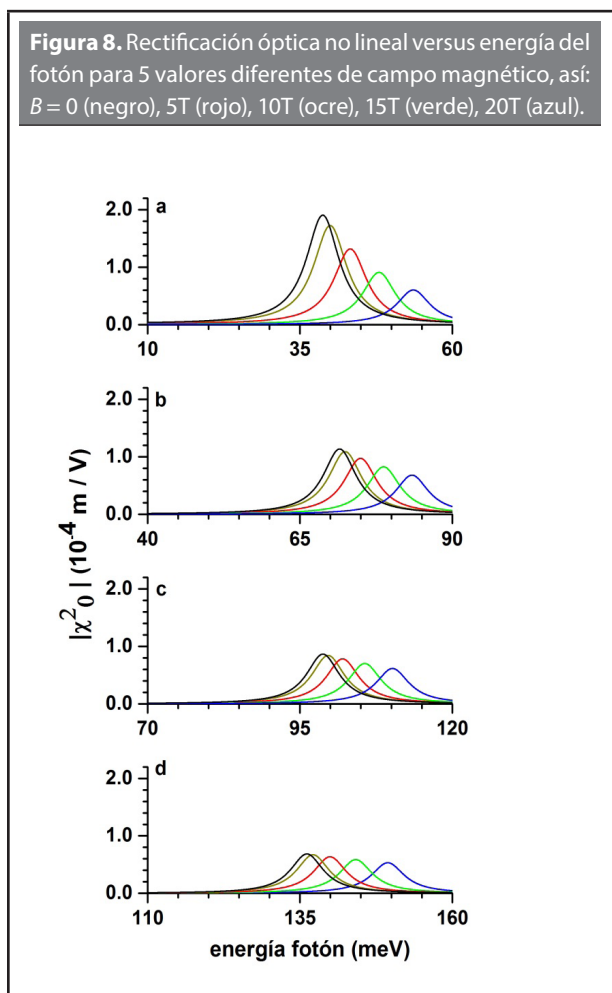 Figura 8. Rectificación óptica no lineal versus energía del
fotón para 5 valores diferentes de campo magnético, así:
B = 0 (negro), 5T (rojo), 10T (ocre), 15T (verde), 20T (azul).
|χ²₀ | (10⁻⁴ m / V)
a
2.0
1.0
0.0
10 35 60
b
2.0
1.0
0.0
40 65 90
c
2.0
1.0
0.0
70 95 120
d
2.0
1.0
0.0
110 135 160
energía fotón (meV)